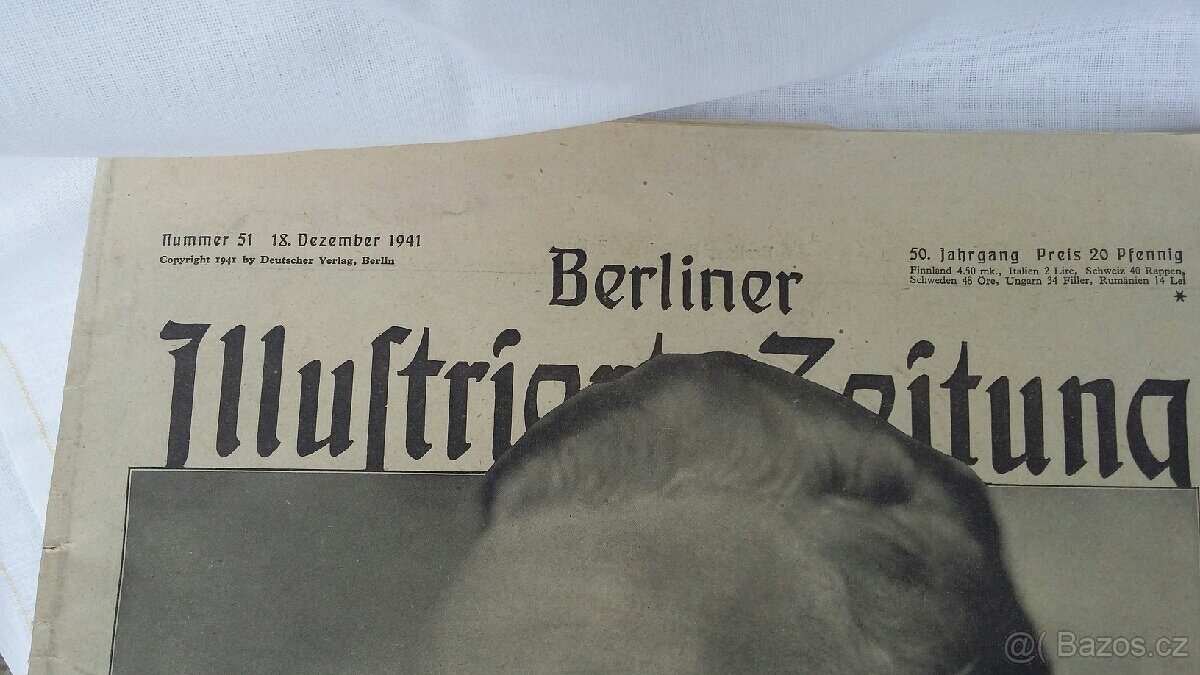 Nummer 51 18. Dezember 1941
Copyright 1941 by Deutscher Verlag, Berlin
50. Jahrgang Preis 20 Pfennig
Finnland 4.50 mk., Italien 2 Lire, Schweiz 40 Rappen,
Schweden 48 Öre, Ungarn 34 Filler, Rumänien 14 Lei
*
Berliner
Illustrierte Zeitung
@( Bazos.cz